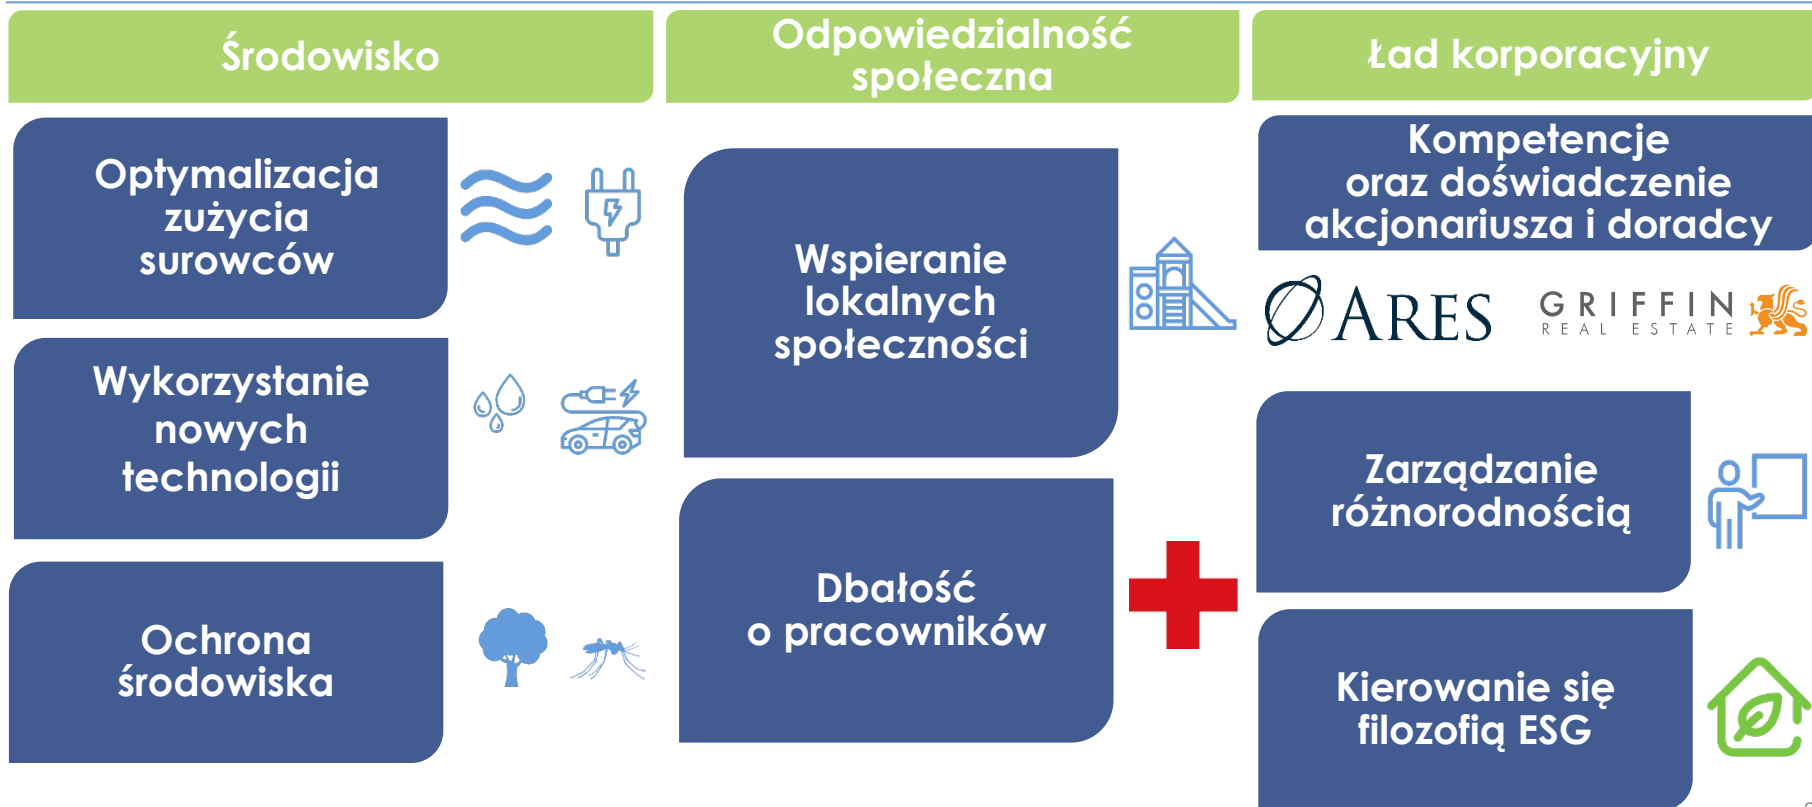 Środowisko
Optymalizacja
zużycia
surowców
Wykorzystanie
nowych
technologii
Ochrona
środowiska
Odpowiedzialność
społeczna
Wspieranie
lokalnych
społeczności
Dbałość
o pracowników
Ład korporacyjny
Kompetencje
oraz doświadczenie
akcjonariusza i doradcy
ARES
GRIFFIN
REAL ESTATE
Zarządzanie
różnorodnością
Kierowanie się
filozofią ESG